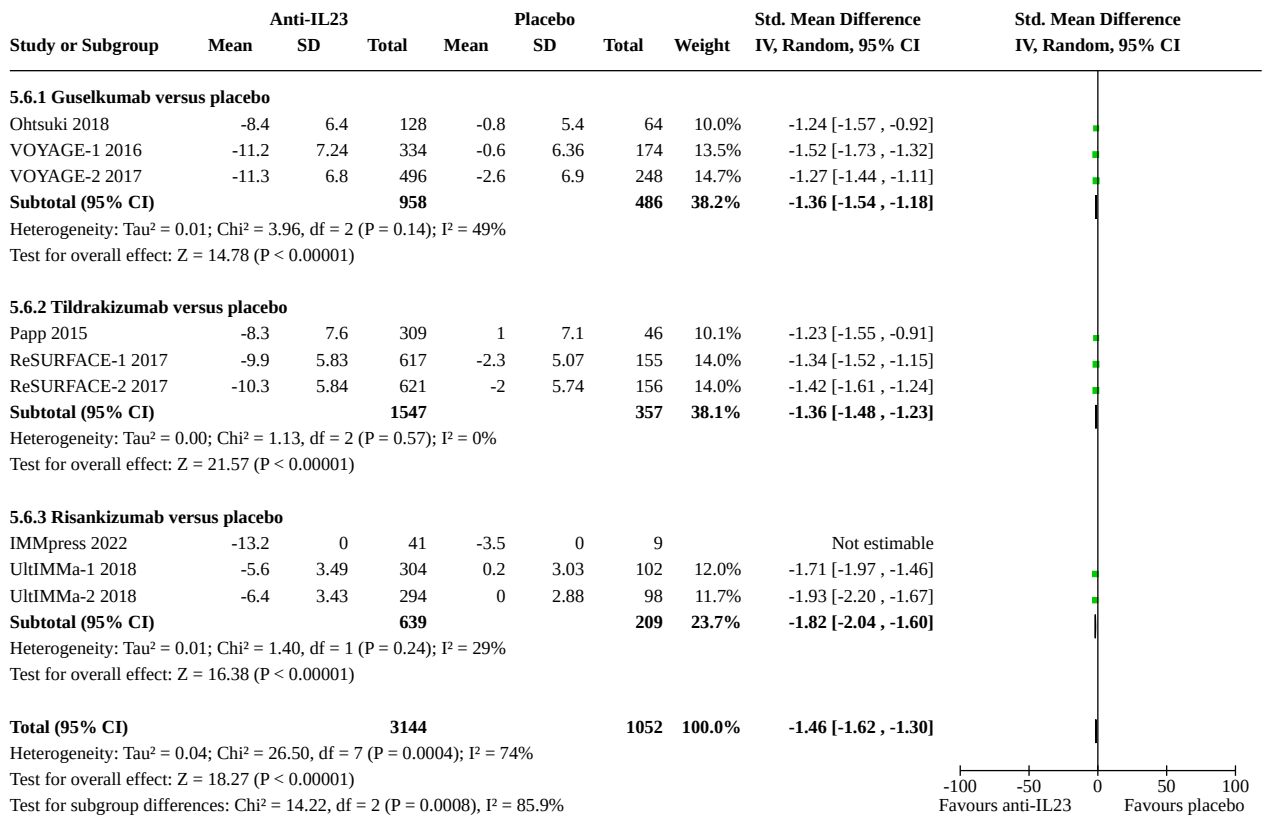 Anti-IL23 Placebo Std. Mean Difference Std. Mean Difference
Study or Subgroup Mean SD Total Mean SD Total Weight IV, Random, 95% CI IV, Random, 95% CI
5.6.1 Guselkumab versus placebo
Ohtsuki 2018 -8.4 6.4 128 -0.8 5.4 64 10.0% -1.24 [-1.57 , -0.92]
VOYAGE-1 2016 -11.2 7.24 334 -0.6 6.36 174 13.5% -1.52 [-1.73 , -1.32]
VOYAGE-2 2017 -11.3 6.8 496 -2.6 6.9 248 14.7% -1.27 [-1.44 , -1.11]
Subtotal (95% CI) 958 486 38.2% -1.36 [-1.54 , -1.18]
Heterogeneity: Tau² = 0.01; Chi² = 3.96, df = 2 (P = 0.14); I² = 49%
Test for overall effect: Z = 14.78 (P < 0.00001)
5.6.2 Tildrakizumab versus placebo
Papp 2015 -8.3 7.6 309 1 7.1 46 10.1% -1.23 [-1.55 , -0.91]
ReSURFACE-1 2017 -9.9 5.83 617 -2.3 5.07 155 14.0% -1.34 [-1.52 , -1.15]
ReSURFACE-2 2017 -10.3 5.84 621 -2 5.74 156 14.0% -1.42 [-1.61 , -1.24]
Subtotal (95% CI) 1547 357 38.1% -1.36 [-1.48 , -1.23]
Heterogeneity: Tau² = 0.00; Chi² = 1.13, df = 2 (P = 0.57); I² = 0%
Test for overall effect: Z = 21.57 (P < 0.00001)
5.6.3 Risankizumab versus placebo
IMMpress 2022 -13.2 0 41 -3.5 0 9 Not estimable
UltIMMa-1 2018 -5.6 3.49 304 0.2 3.03 102 12.0% -1.71 [-1.97 , -1.46]
UltIMMa-2 2018 -6.4 3.43 294 0 2.88 98 11.7% -1.93 [-2.20 , -1.67]
Subtotal (95% CI) 639 209 23.7% -1.82 [-2.04 , -1.60]
Heterogeneity: Tau² = 0.01; Chi² = 1.40, df = 1 (P = 0.24); I² = 29%
Test for overall effect: Z = 16.38 (P < 0.00001)
Total (95% CI) 3144 1052 100.0% -1.46 [-1.62 , -1.30]
Heterogeneity: Tau² = 0.04; Chi² = 26.50, df = 7 (P = 0.0004); I² = 74%
Test for overall effect: Z = 18.27 (P < 0.00001)
Test for subgroup differences: Chi² = 14.22, df = 2 (P = 0.0008), I² = 85.9%
-100 -50 0 50 100
Favours anti-IL23 Favours placebo